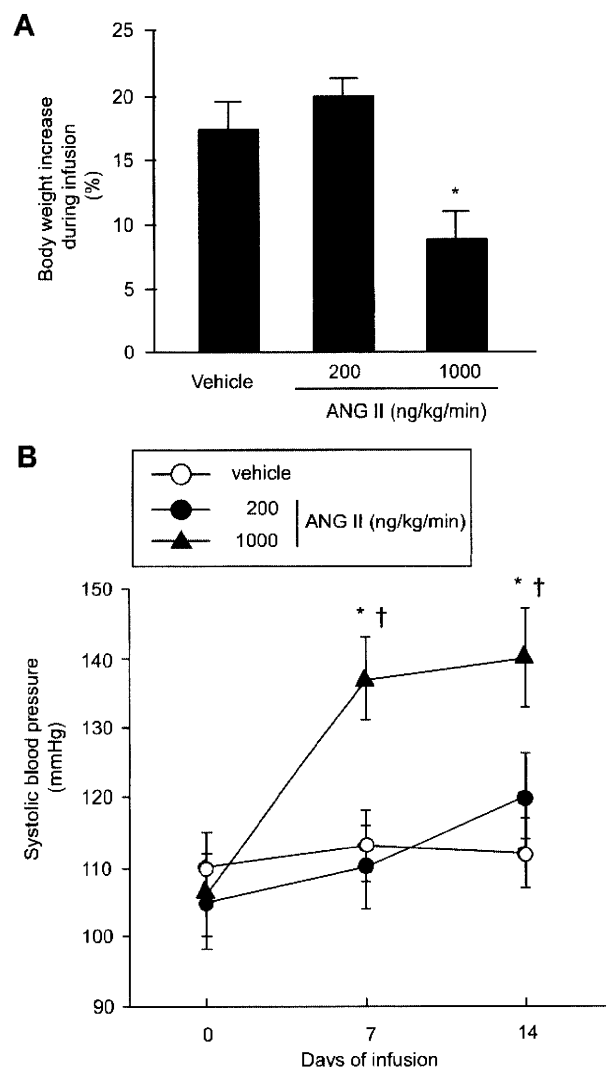 A
Body weight increase
during infusion
(%)
25
20
15
10
5
0
*
Vehicle
200
1000
ANG II (ng/kg/min)
B
vehicle
200
1000
ANG II (ng/kg/min)
Systolic blood pressure
(mmHg)
150
140
130
120
110
100
90
* †
* †
0
7
14
Days of infusion